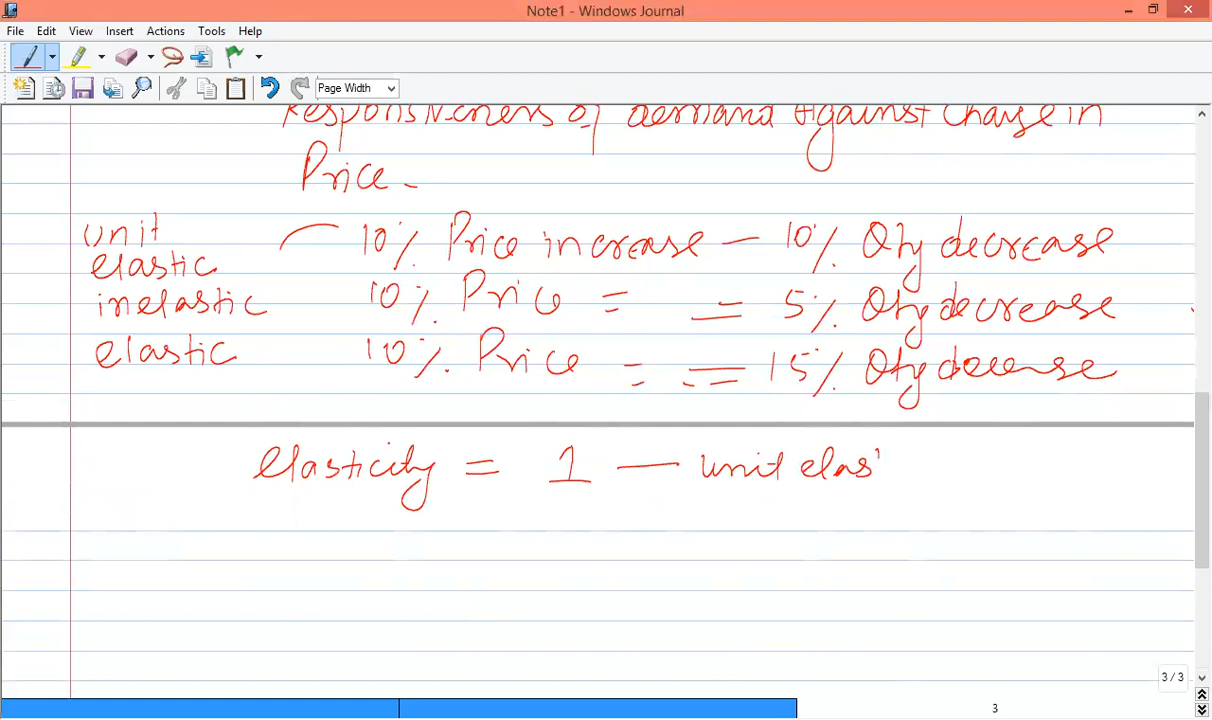 Note1 - Windows Journal
File Edit View Insert Actions Tools Help
Page Width
Responsiveness of demand Against Change in
Price -
unit elastic 10% Price increase — 10% Qty decrease
inelastic 10% Price = = 5% Qty decrease
elastic 10% Price = == 15% Qty decrease
Elasticity = 1 — unit elas
3 / 3
3